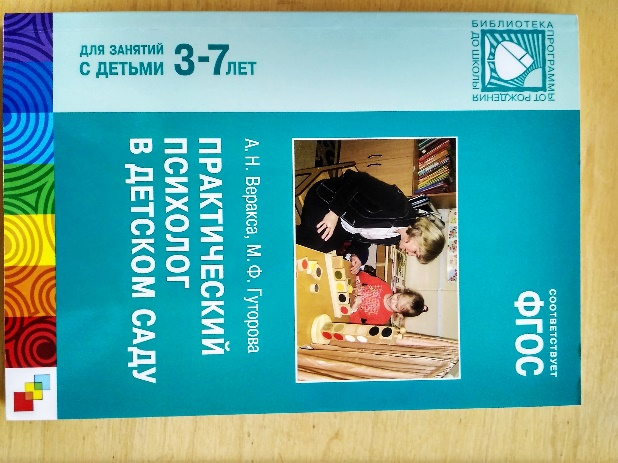 БИБЛИОТЕКА
ПРОГРАММЫ
ОТ РОЖДЕНИЯ
ДО ШКОЛЫ
ДЛЯ ЗАНЯТИЙ
С ДЕТЬМИ 3-7 ЛЕТ
А. Н. Веракса, М. Ф. Гуторова
ПРАКТИЧЕСКИЙ
ПСИХОЛОГ
В ДЕТСКОМ САДУ
СООТВЕТСТВУЕТ
ФГОС